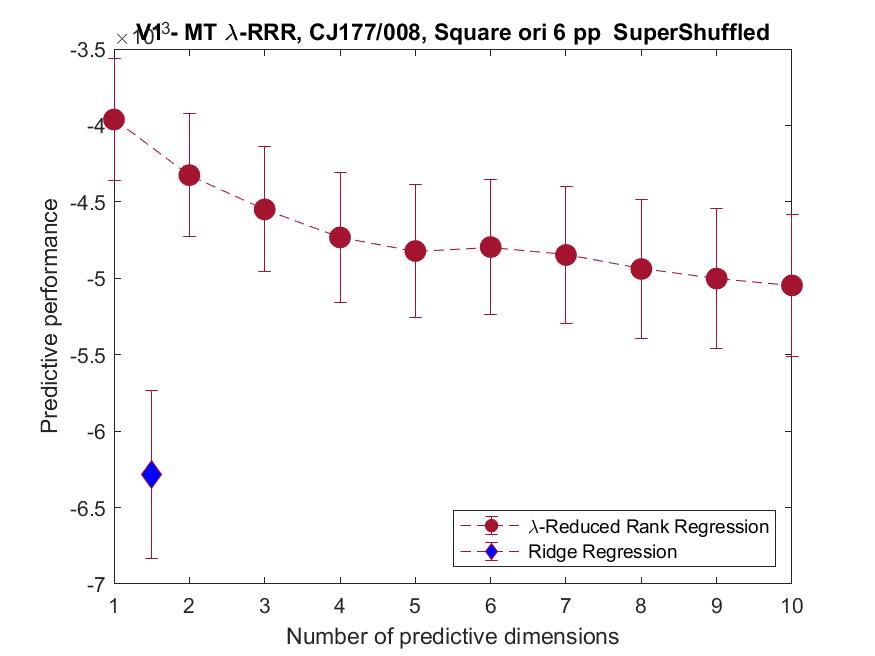 V1 - MT λ-RRR, CJ177/008, Square ori 6 pp  SuperShuffled
-3.5
-4
-4.5
-5
-5.5
-6
-6.5
-7
1 2 3 4 5 6 7 8 9 10
Predictive performance
Number of predictive dimensions
λ-Reduced Rank Regression
Ridge Regression